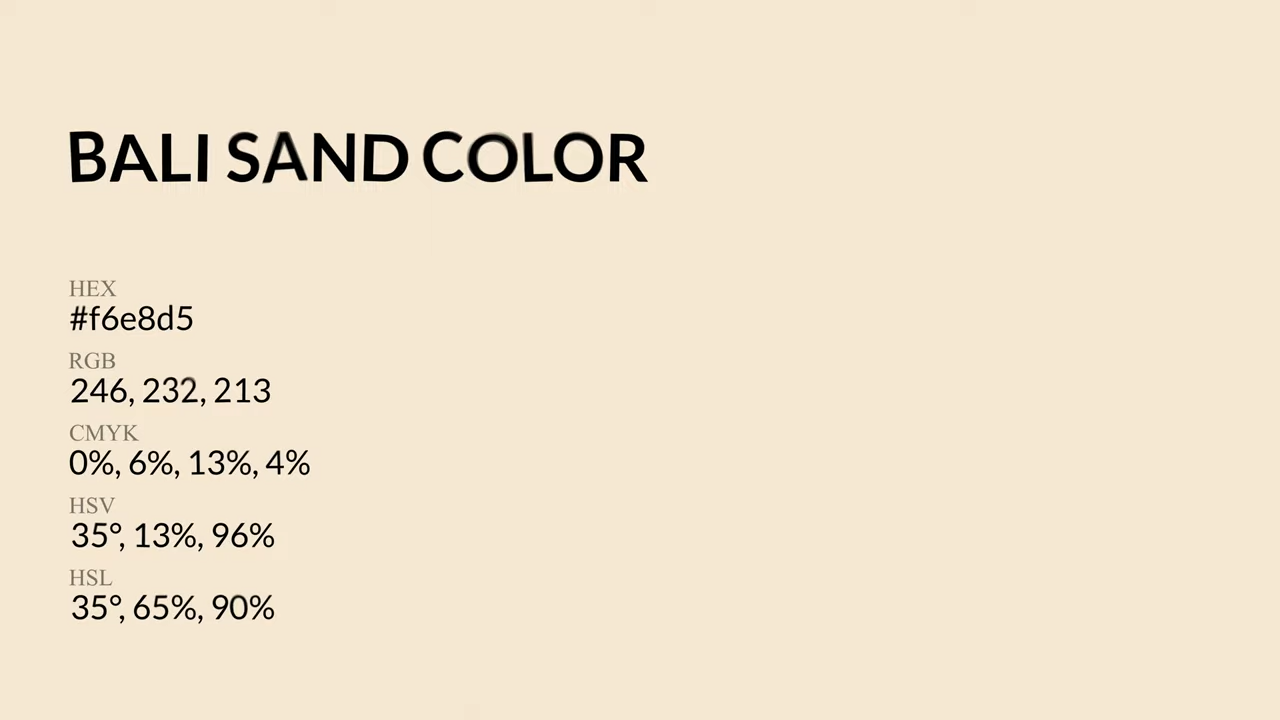 BALI SAND COLOR
HEX
#f6e8d5
RGB
246, 232, 213
CMYK
0%, 6%, 13%, 4%
HSV
35°, 13%, 96%
HSL
35°, 65%, 90%